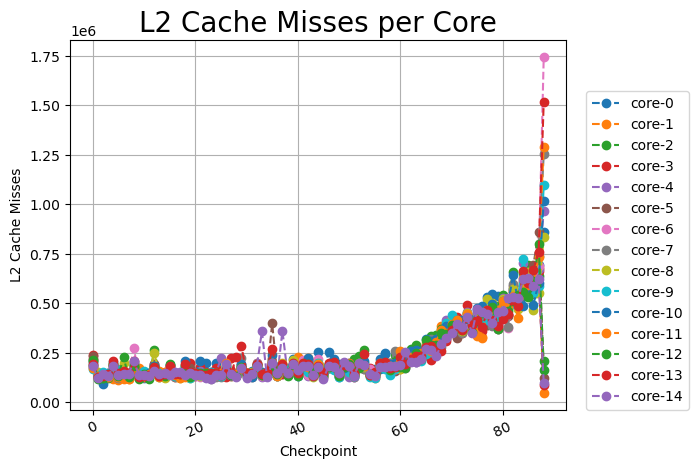 L2 Cache Misses per Core
1e6
1.75
1.50
1.25
1.00
0.75
0.50
0.25
0.00
L2 Cache Misses
0
20
40
60
80
Checkpoint
core-0
core-1
core-2
core-3
core-4
core-5
core-6
core-7
core-8
core-9
core-10
core-11
core-12
core-13
core-14